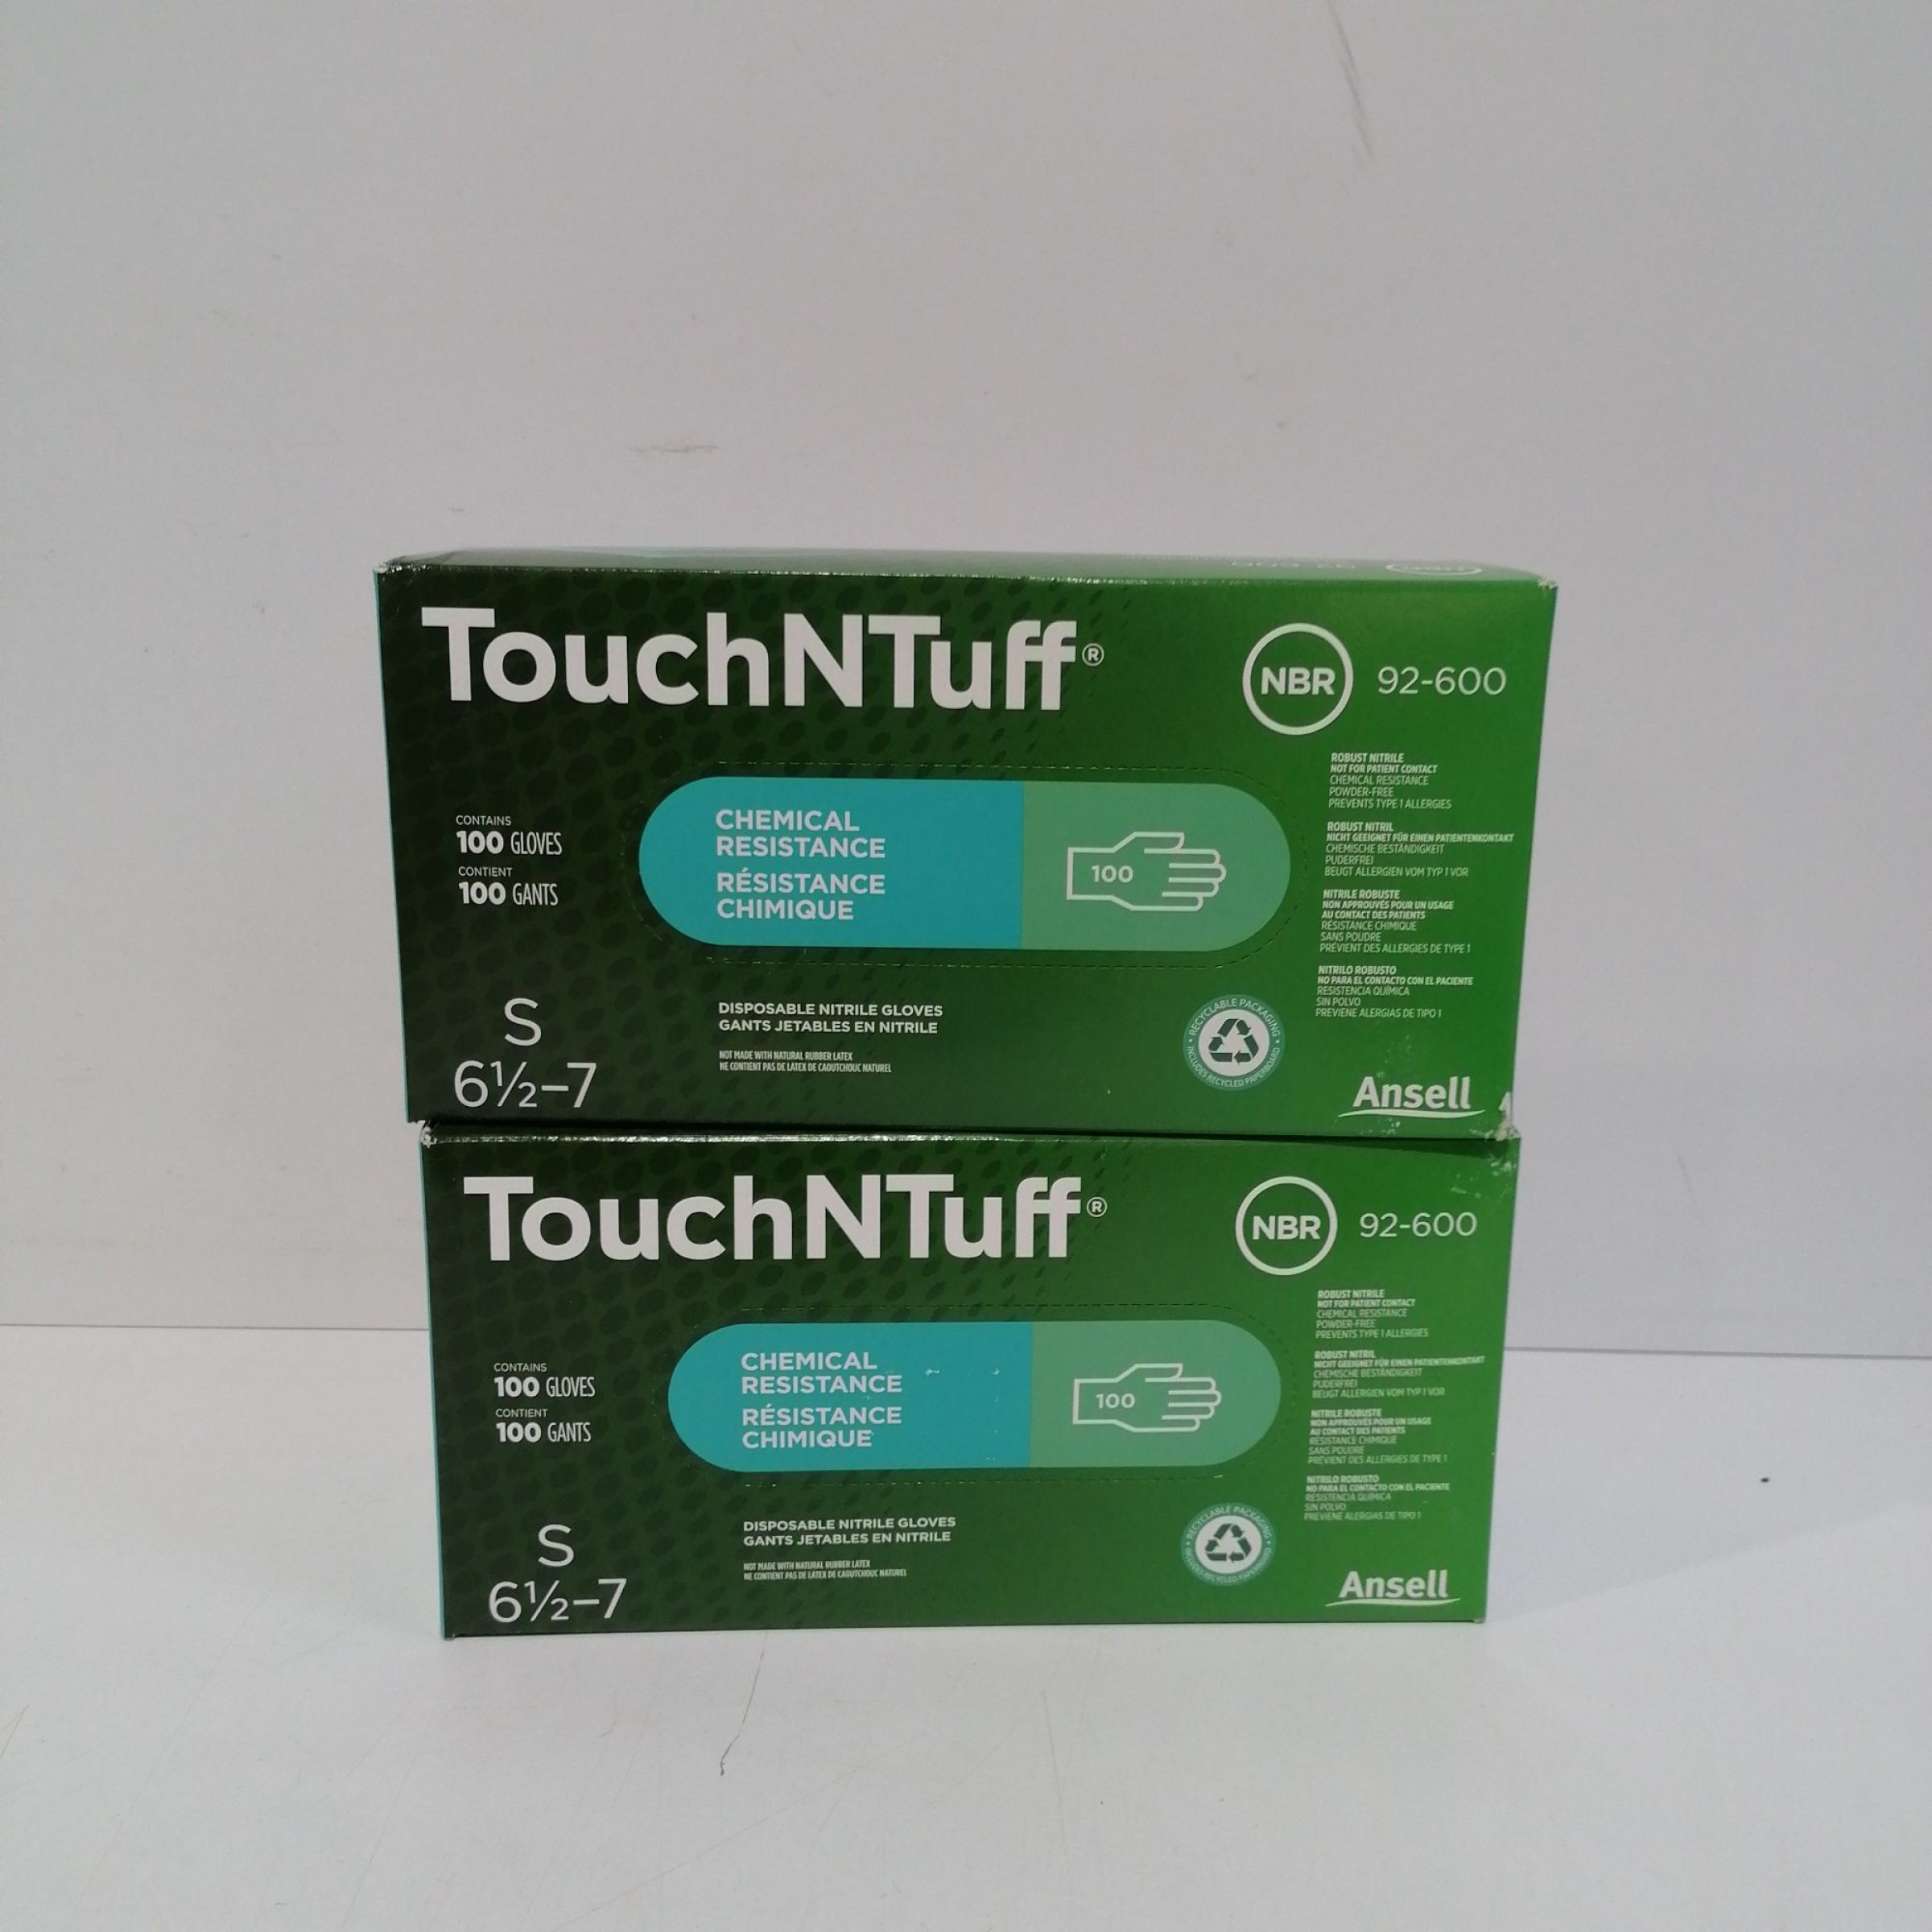 TouchNTuff®
NBR 92-600
ROBUST NITRILE
NOT FOR PATIENT CONTACT
CHEMICAL RESISTANCE
POWDER-FREE
PREVENTS TYPE 1 ALLERGIES
ROBUST NITRIL
NICHT GEEIGNET FÜR EINEN PATIENTENKONTAKT
CHEMISCHE BESTÄNDIGKEIT
PUDERFREI
BEUGT ALLERGIEN VOM TYP 1 VOR
NITRILE ROBUSTE
NON APPROUVÉS POUR UN USAGE
AU CONTACT DES PATIENTS
RÉSISTANCE CHIMIQUE
SANS POUDRE
PRÉVIENT DES ALLERGIES DE TYPE 1
NITRILO ROBUSTO
NO PARA EL CONTACTO CON EL PACIENTE
RESISTENCIA QUÍMICA
SIN POLVO
PREVIENE ALERGIAS DE TIPO 1
CONTAINS
100 GLOVES
CONTIENT
100 GANTS
CHEMICAL
RESISTANCE
RÉSISTANCE
CHIMIQUE
100
S
6½–7
DISPOSABLE NITRILE GLOVES
GANTS JETABLES EN NITRILE
NOT MADE WITH NATURAL RUBBER LATEX
NE CONTIENT PAS DE LATEX DE CAOUTCHOUC NATUREL
RECYCLABLE PACKAGING
INCLUDES RECYCLED PAPERBOARD
Ansell
TouchNTuff®
NBR 92-600
ROBUST NITRILE
NOT FOR PATIENT CONTACT
CHEMICAL RESISTANCE
POWDER-FREE
PREVENTS TYPE 1 ALLERGIES
ROBUST NITRIL
NICHT GEEIGNET FÜR EINEN PATIENTENKONTAKT
CHEMISCHE BESTÄNDIGKEIT
PUDERFREI
BEUGT ALLERGIEN VOM TYP 1 VOR
NITRILE ROBUSTE
NON APPROUVÉS POUR UN USAGE
AU CONTACT DES PATIENTS
RÉSISTANCE CHIMIQUE
SANS POUDRE
PRÉVIENT DES ALLERGIES DE TYPE 1
NITRILO ROBUSTO
NO PARA EL CONTACTO CON EL PACIENTE
RESISTENCIA QUÍMICA
SIN POLVO
PREVIENE ALERGIAS DE TIPO 1
CONTAINS
100 GLOVES
CONTIENT
100 GANTS
CHEMICAL
RESISTANCE
RÉSISTANCE
CHIMIQUE
100
S
6½–7
DISPOSABLE NITRILE GLOVES
GANTS JETABLES EN NITRILE
NOT MADE WITH NATURAL RUBBER LATEX
NE CONTIENT PAS DE LATEX DE CAOUTCHOUC NATUREL
RECYCLABLE PACKAGING
INCLUDES RECYCLED PAPERBOARD
Ansell